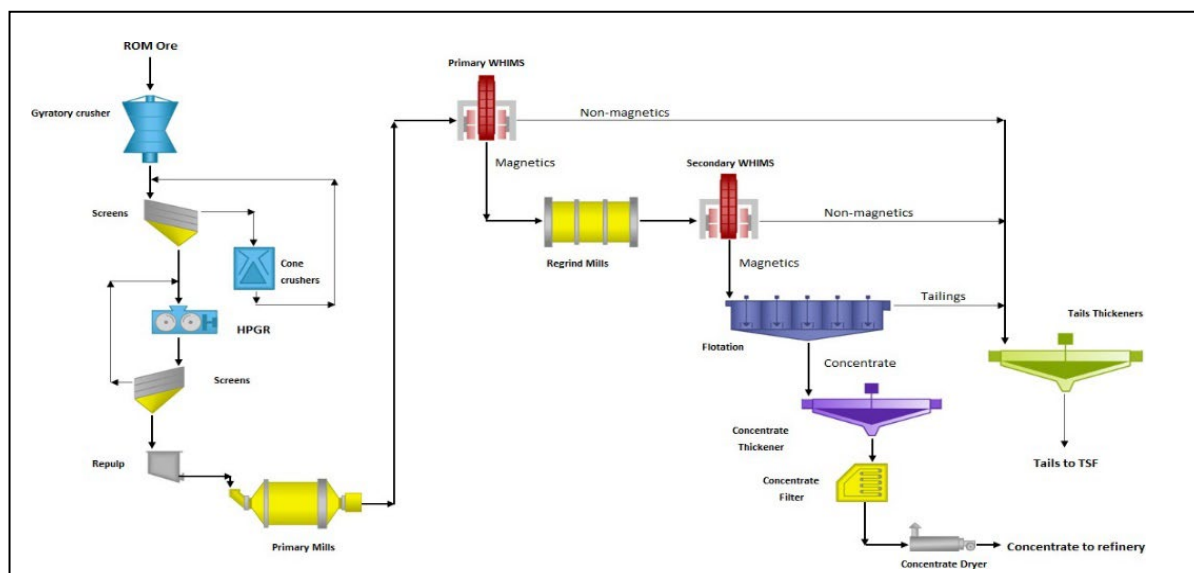 ROM Ore
Gyratory crusher
Screens
Cone
crushers
HPGR
Screens
Repulp
Primary Mills
Primary WHIMS
Non-magnetics
Magnetics
Regrind Mills
Secondary WHIMS
Non-magnetics
Magnetics
Flotation
Tailings
Concentrate
Tails Thickeners
Tails to TSF
Concentrate
Thickener
Concentrate
Filter
Concentrate Dryer
Concentrate to refinery